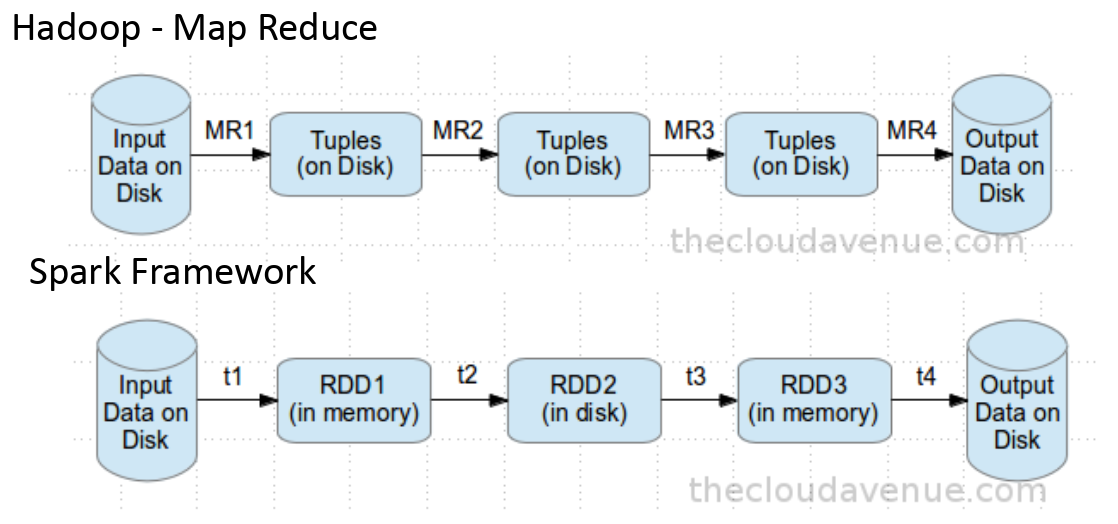 Hadoop - Map Reduce
Input
Data on
Disk
MR1
Tuples
(on Disk)
MR2
Tuples
(on Disk)
MR3
Tuples
(on Disk)
MR4
Output
Data on
Disk
thecloudavenue.com
Spark Framework
Input
Data on
Disk
t1
RDD1
(in memory)
t2
RDD2
(in disk)
t3
RDD3
(in memory)
t4
Output
Data on
Disk
thecloudavenue.com